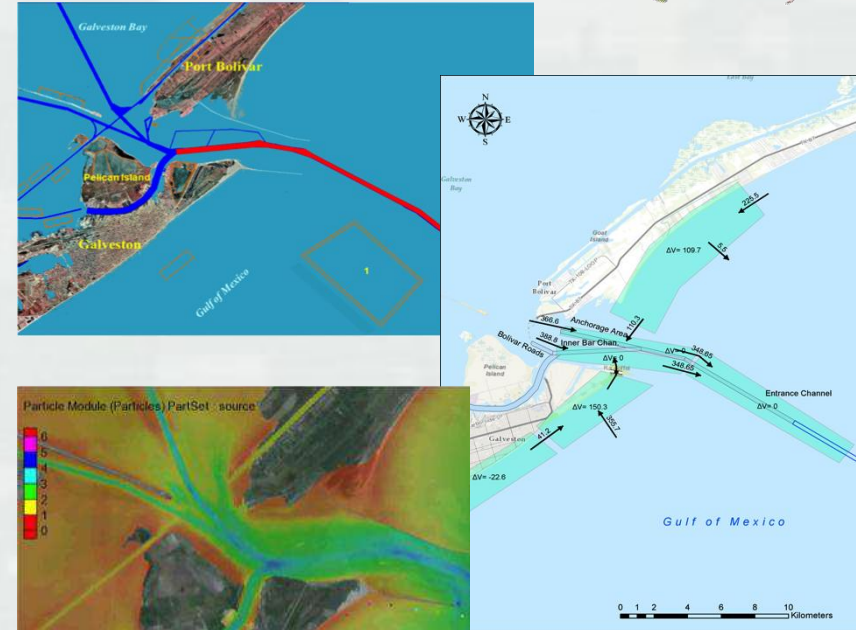 Galveston Bay
Port Bolivar
Pelican Island
Galveston
Gulf of Mexico
1
N
W E
S
Galveston
Bay
Goat
Island
Port
Bolivar
225.5
ΔV= 109.7
5.5
110.3
366.6
Anchorage Area
388.8
Inner Bar Chan.
Bolivar Roads
ΔV= 0
348.65
ΔV= 0
348.65
Entrance Channel
ΔV= 0
Pelican
Island
ΔV= 150.3
355.7
Galveston
41.2
ΔV= -22.6
Gulf of Mexico
0 1 2 4 6 8 10
Kilometers
Particle Module (Particles) PartSet : source
6
5
4
3
2
1
0